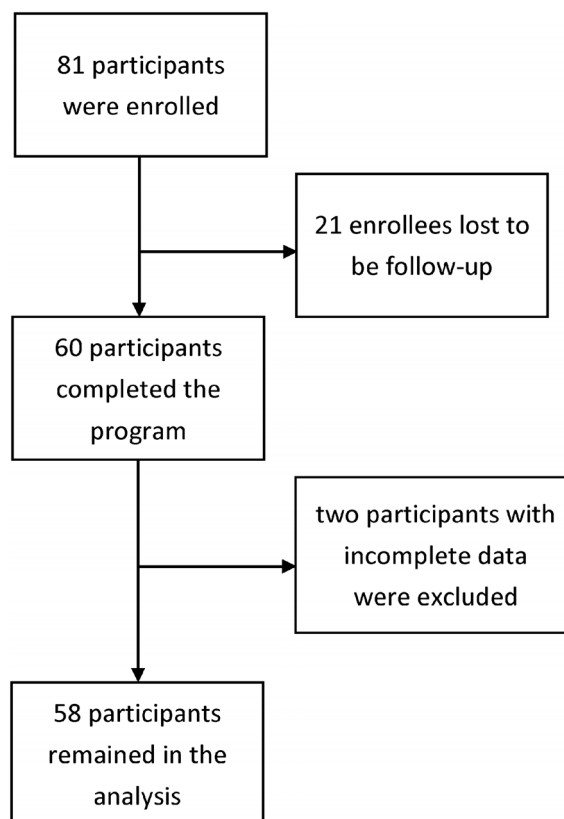 81 participants
were enrolled
21 enrollees lost to
be follow-up
60 participants
completed the
program
two participants with
incomplete data
were excluded
58 participants
remained in the
analysis